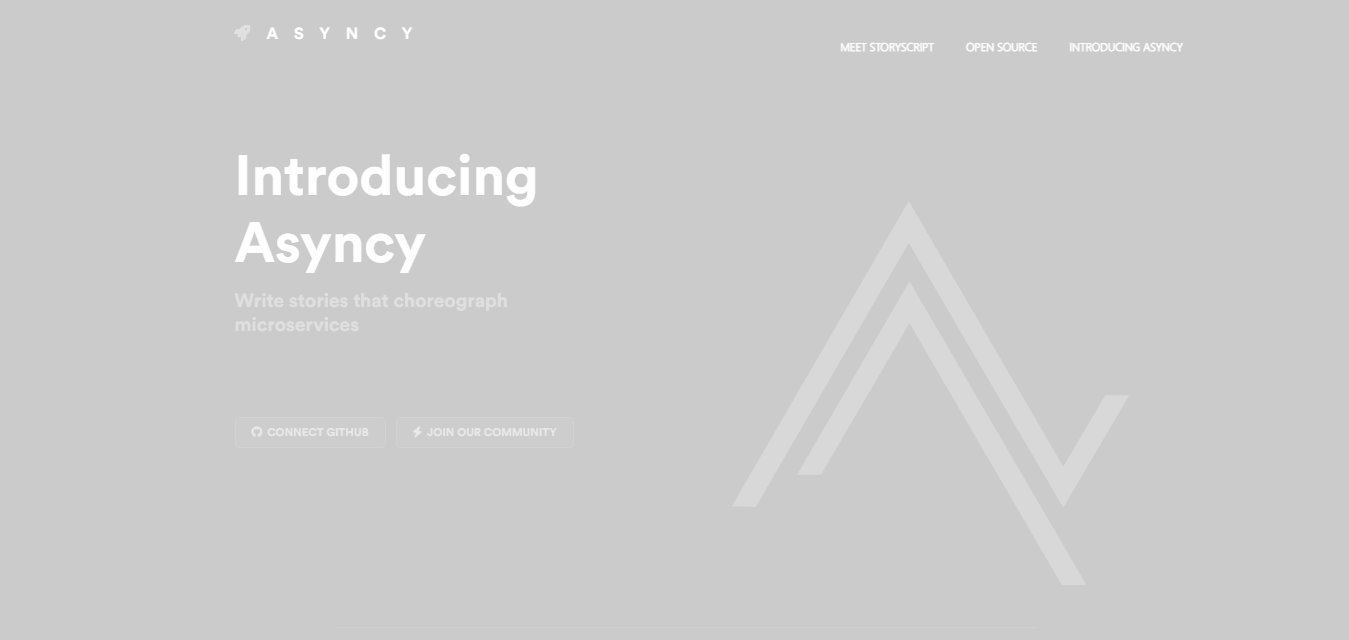 ASYNCY
MEET STORYSCRIPT
OPEN SOURCE
INTRODUCING ASYNCY
Introducing
Asyncy
Write stories that choreograph
microservices
CONNECT GITHUB
JOIN OUR COMMUNITY